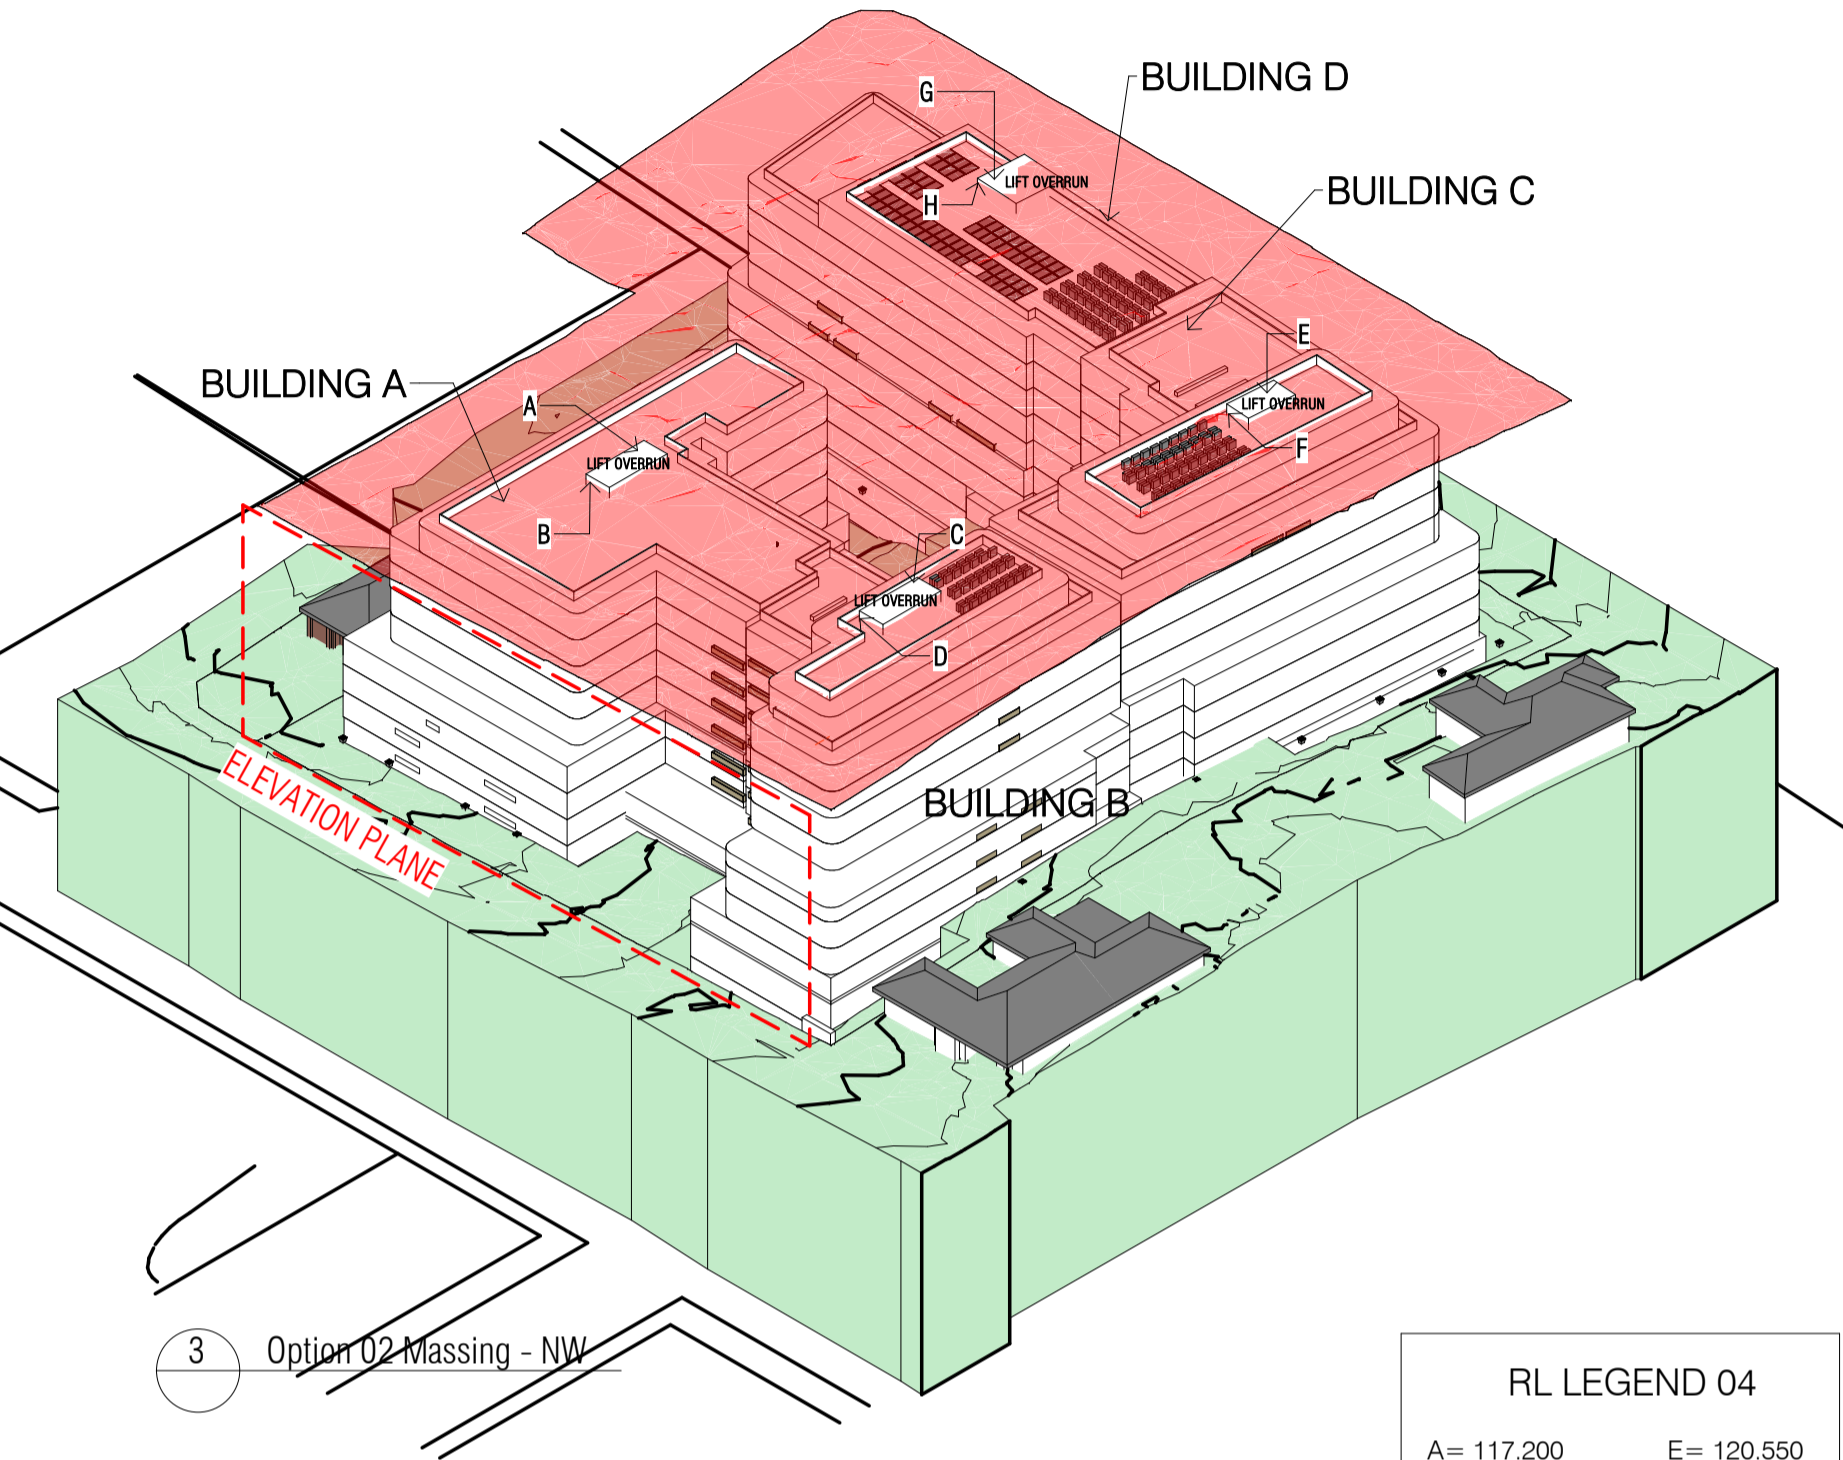 BUILDING D
G
LIFT OVERRUN
H
BUILDING C
E
LIFT OVERRUN
F
BUILDING A
A
LIFT OVERRUN
B
C
LIFT OVERRUN
D
BUILDING B
ELEVATION PLANE
3 Option 02 Massing - NW
RL LEGEND 04
A= 117.200 E= 120.550